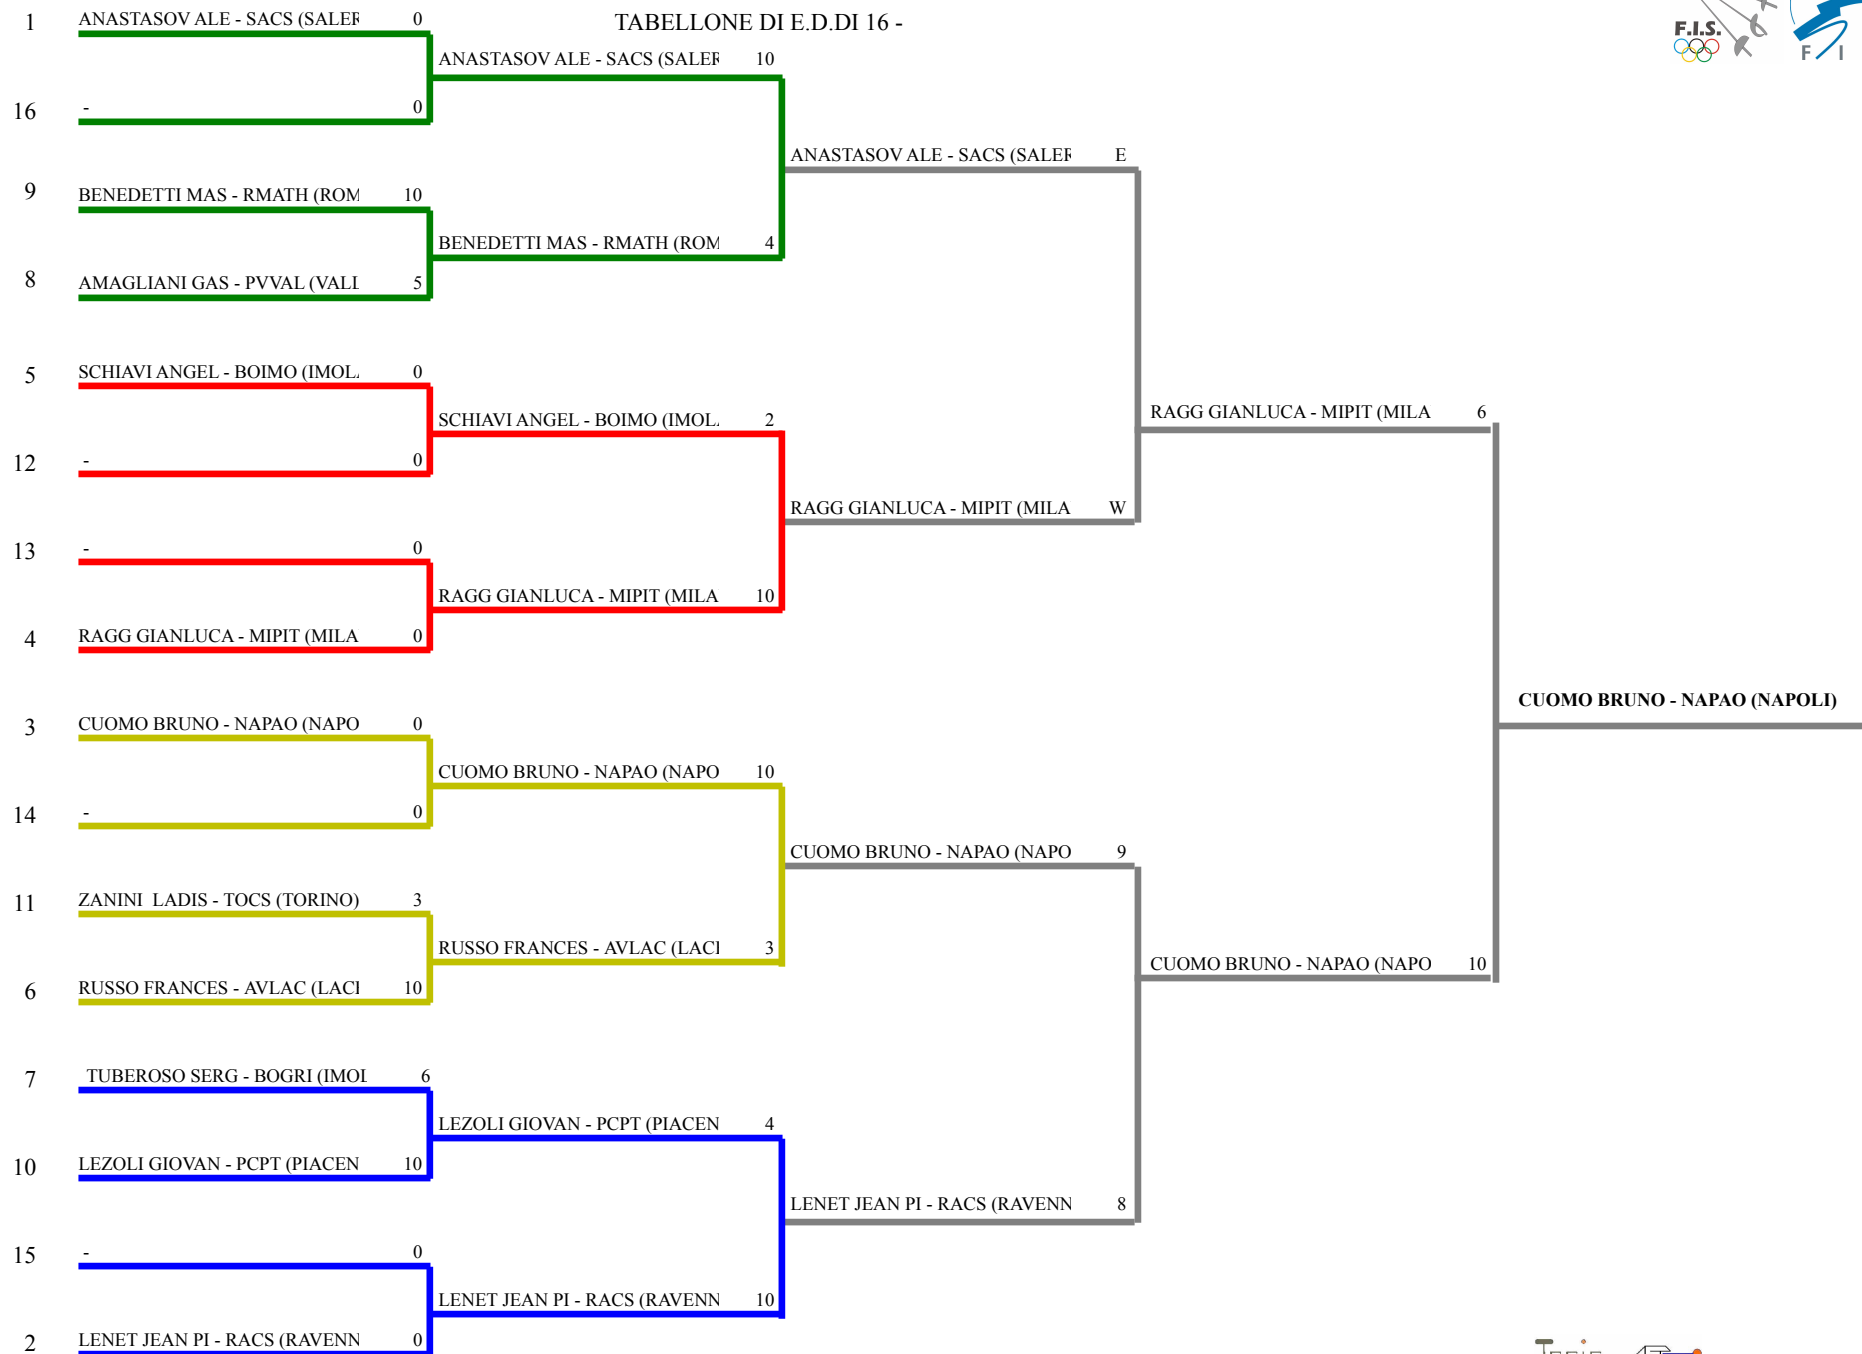 TABELLONE DI E.D.DI 16 -
F.I.S.
F I
1 ANASTASOV ALE - SACS (SALER 0
ANASTASOV ALE - SACS (SALER 10
16 - 0
ANASTASOV ALE - SACS (SALER E
9 BENEDETTI MAS - RMATH (ROM 10
BENEDETTI MAS - RMATH (ROM 4
8 AMAGLIANI GAS - PVVAL (VALL 5
5 SCHIAVI ANGEL - BOIMO (IMOL 0
SCHIAVI ANGEL - BOIMO (IMOL 2
RAGG GIANLUCA - MIPIT (MILA 6
12 - 0
RAGG GIANLUCA - MIPIT (MILA W
13 - 0
RAGG GIANLUCA - MIPIT (MILA 10
4 RAGG GIANLUCA - MIPIT (MILA 0
CUOMO BRUNO - NAPAO (NAPOLI)
3 CUOMO BRUNO - NAPAO (NAPO 0
CUOMO BRUNO - NAPAO (NAPO 10
14 - 0
CUOMO BRUNO - NAPAO (NAPO 9
11 ZANINI LADIS - TOCS (TORINO) 3
RUSSO FRANCES - AVLAC (LACI 3
CUOMO BRUNO - NAPAO (NAPO 10
6 RUSSO FRANCES - AVLAC (LACI 10
7 TUBEROSO SERG - BOGRI (IMOL 6
LEZOLI GIOVAN - PCPT (PIACEN 4
10 LEZOLI GIOVAN - PCPT (PIACEN 10
LENET JEAN PI - RACS (RAVENN 8
15 - 0
LENET JEAN PI - RACS (RAVENN 10
2 LENET JEAN PI - RACS (RAVENN 0